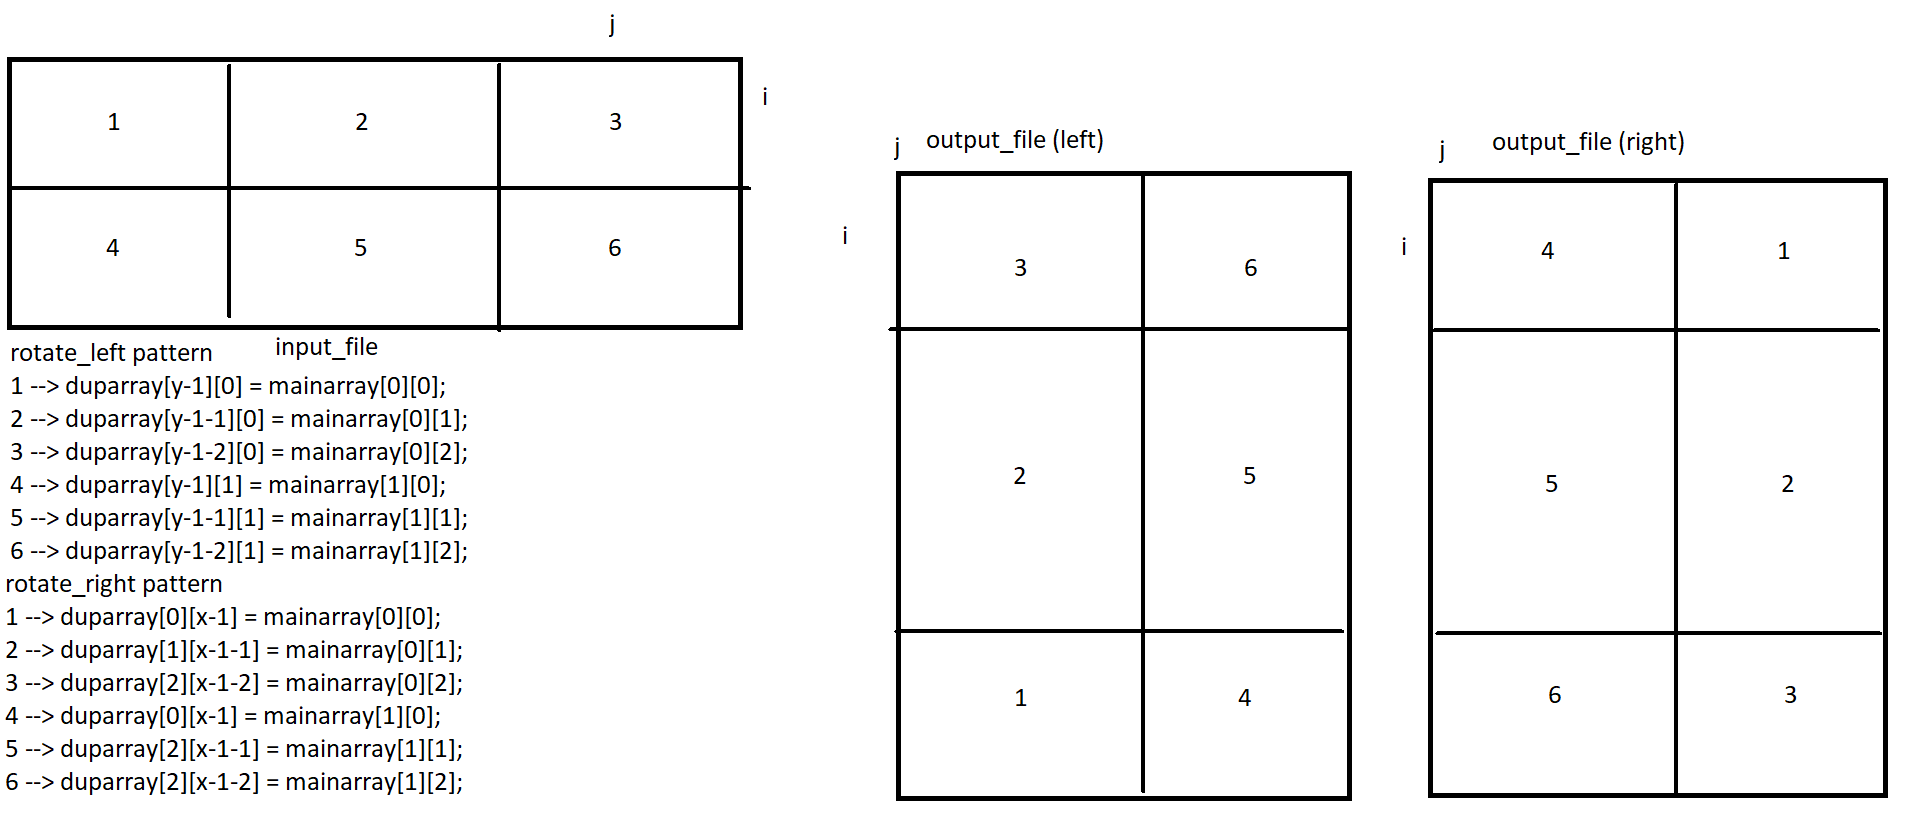 j
1 2 3
i
4 5 6
input_file
rotate_left pattern
1 --> duparray[y-1][0] = mainarray[0][0];
2 --> duparray[y-1-1][0] = mainarray[0][1];
3 --> duparray[y-1-2][0] = mainarray[0][2];
4 --> duparray[y-1][1] = mainarray[1][0];
5 --> duparray[y-1-1][1] = mainarray[1][1];
6 --> duparray[y-1-2][1] = mainarray[1][2];
rotate_right pattern
1 --> duparray[0][x-1] = mainarray[0][0];
2 --> duparray[1][x-1-1] = mainarray[0][1];
3 --> duparray[2][x-1-2] = mainarray[0][2];
4 --> duparray[0][x-1] = mainarray[1][0];
5 --> duparray[2][x-1-1] = mainarray[1][1];
6 --> duparray[2][x-1-2] = mainarray[1][2];
j output_file (left)
i
3 6
2 5
1 4
j output_file (right)
i
4 1
5 2
6 3